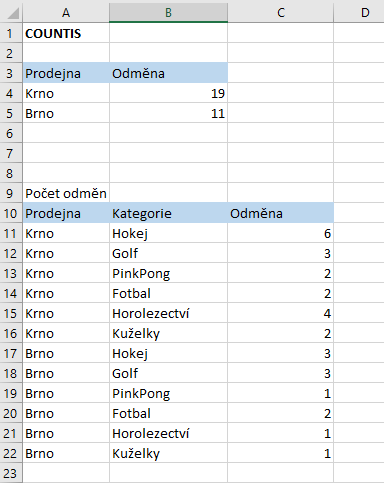 A B C D
1 COUNTIS
2
3 Prodejna Odměna
4 Krno 19
5 Brno 11
6
7
8
9 Počet odměn
10 Prodejna Kategorie Odměna
11 Krno Hokej 6
12 Krno Golf 3
13 Krno PinkPong 2
14 Krno Fotbal 2
15 Krno Horolezectví 4
16 Krno Kuželky 2
17 Brno Hokej 3
18 Brno Golf 3
19 Brno PinkPong 1
20 Brno Fotbal 2
21 Brno Horolezectví 1
22 Brno Kuželky 1
23